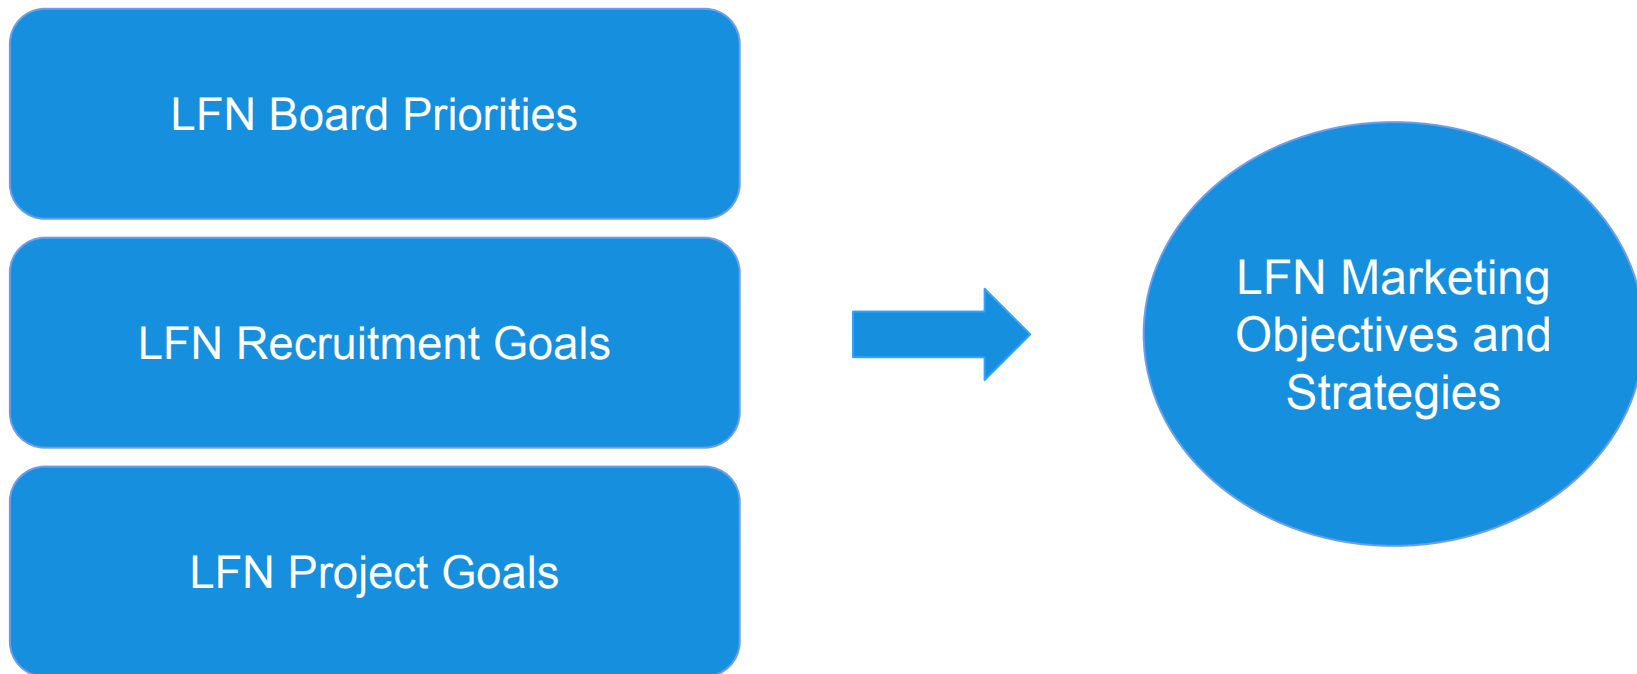 LFN Board Priorities
LFN Recruitment Goals
LFN Project Goals
LFN Marketing
Objectives and
Strategies